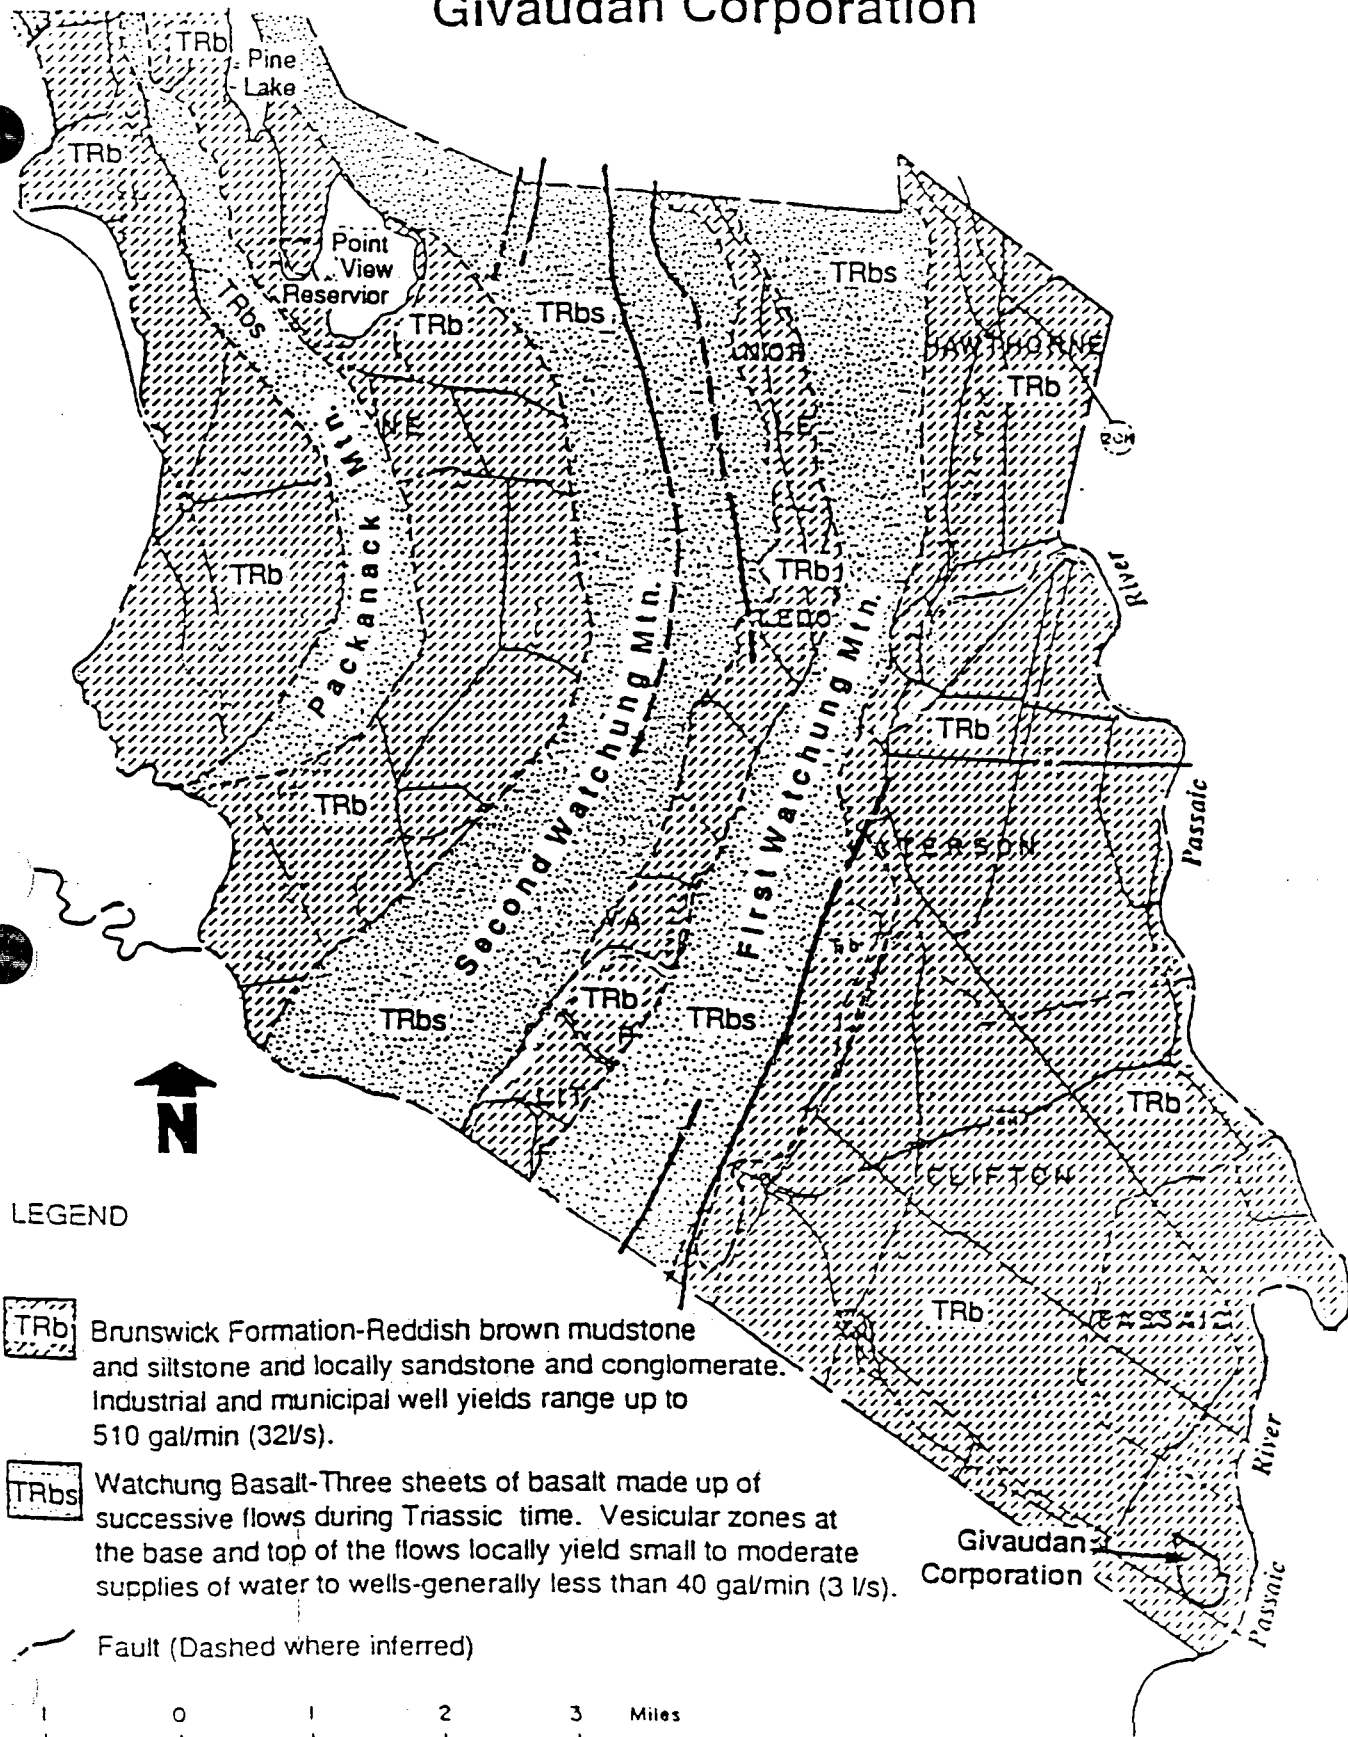 Givaudan Corporation
TRb
Pine
Lake
TRb
Point
View
Reservior
TRbs
TRb
TRbs
TRbs
HAWTHORNE
TRb
Packanack Mtn.
TRb
TRb
River
Second Watchung Mtn.
First Watchung Mtn.
TRb
TRb
Passaic
TRbs
TRb
TRbs
TRb
CLIFTON
TRb
N
LEGEND
TRb
Brunswick Formation-Reddish brown mudstone
and siltstone and locally sandstone and conglomerate.
Industrial and municipal well yields range up to
510 gal/min (32l/s).
TRbs
Watchung Basalt-Three sheets of basalt made up of
successive flows during Triassic time. Vesicular zones at
the base and top of the flows locally yield small to moderate
supplies of water to wells-generally less than 40 gal/min (3 l/s).
Fault (Dashed where inferred)
River
Givaudan
Corporation
Passaic
1 0 1 2 3 Miles